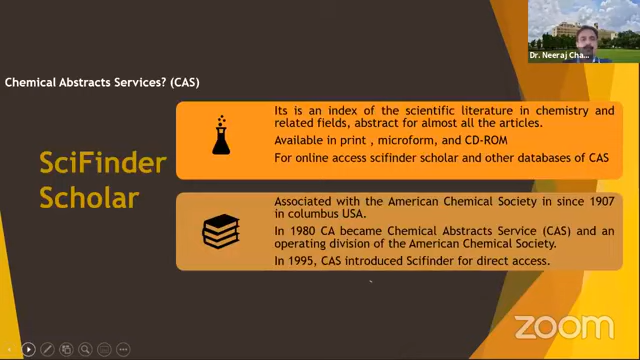 Dr. Neeraj Cha...
Chemical Abstracts Services? (CAS)
SciFinder
Scholar
Its is an index of the scientific literature in chemistry and
related fields, abstract for almost all the articles.
Available in print , microform, and CD-ROM
For online access scifinder scholar and other databases of CAS
Associated with the American Chemical Society in since 1907
in columbus USA.
In 1980 CA became Chemical Abstracts Service (CAS) and an
operating division of the American Chemical Society.
In 1995, CAS introduced Scifinder for direct access.
zoom